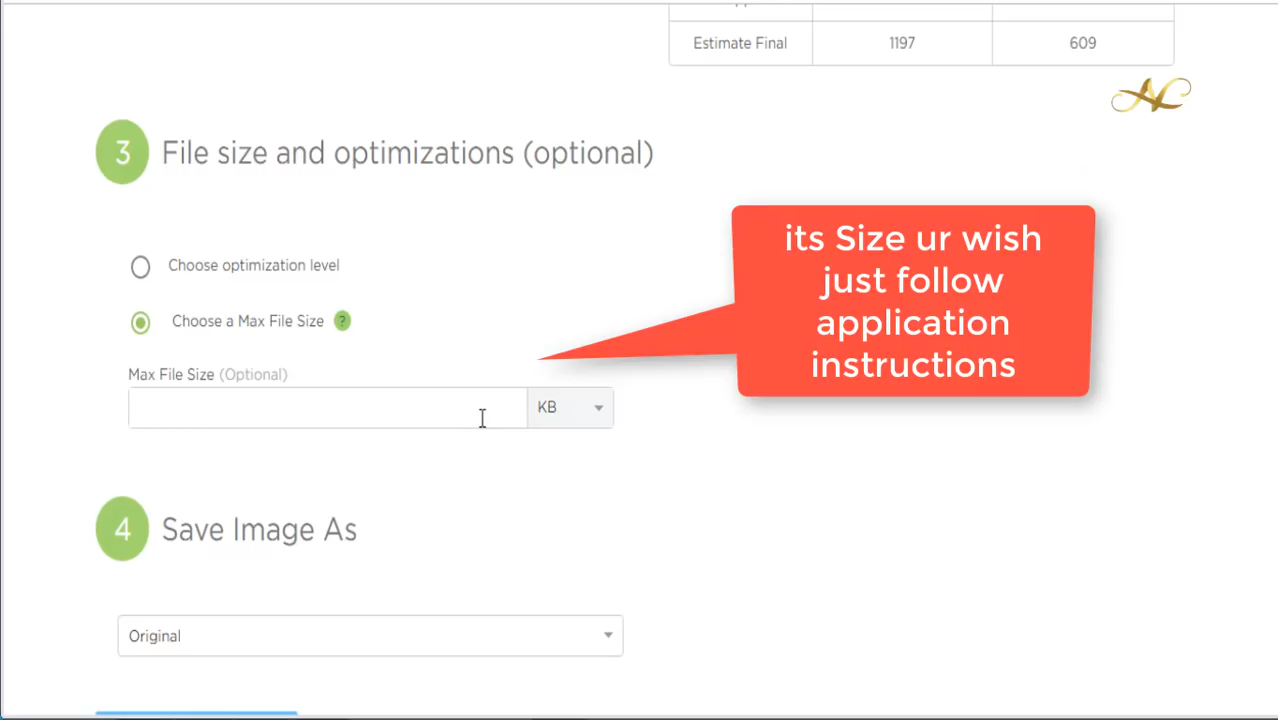 Estimate Final 1197 609
3 File size and optimizations (optional)
its Size ur wish
just follow
application
instructions
Choose optimization level
Choose a Max File Size ?
Max File Size (Optional)
KB
4 Save Image As
Original